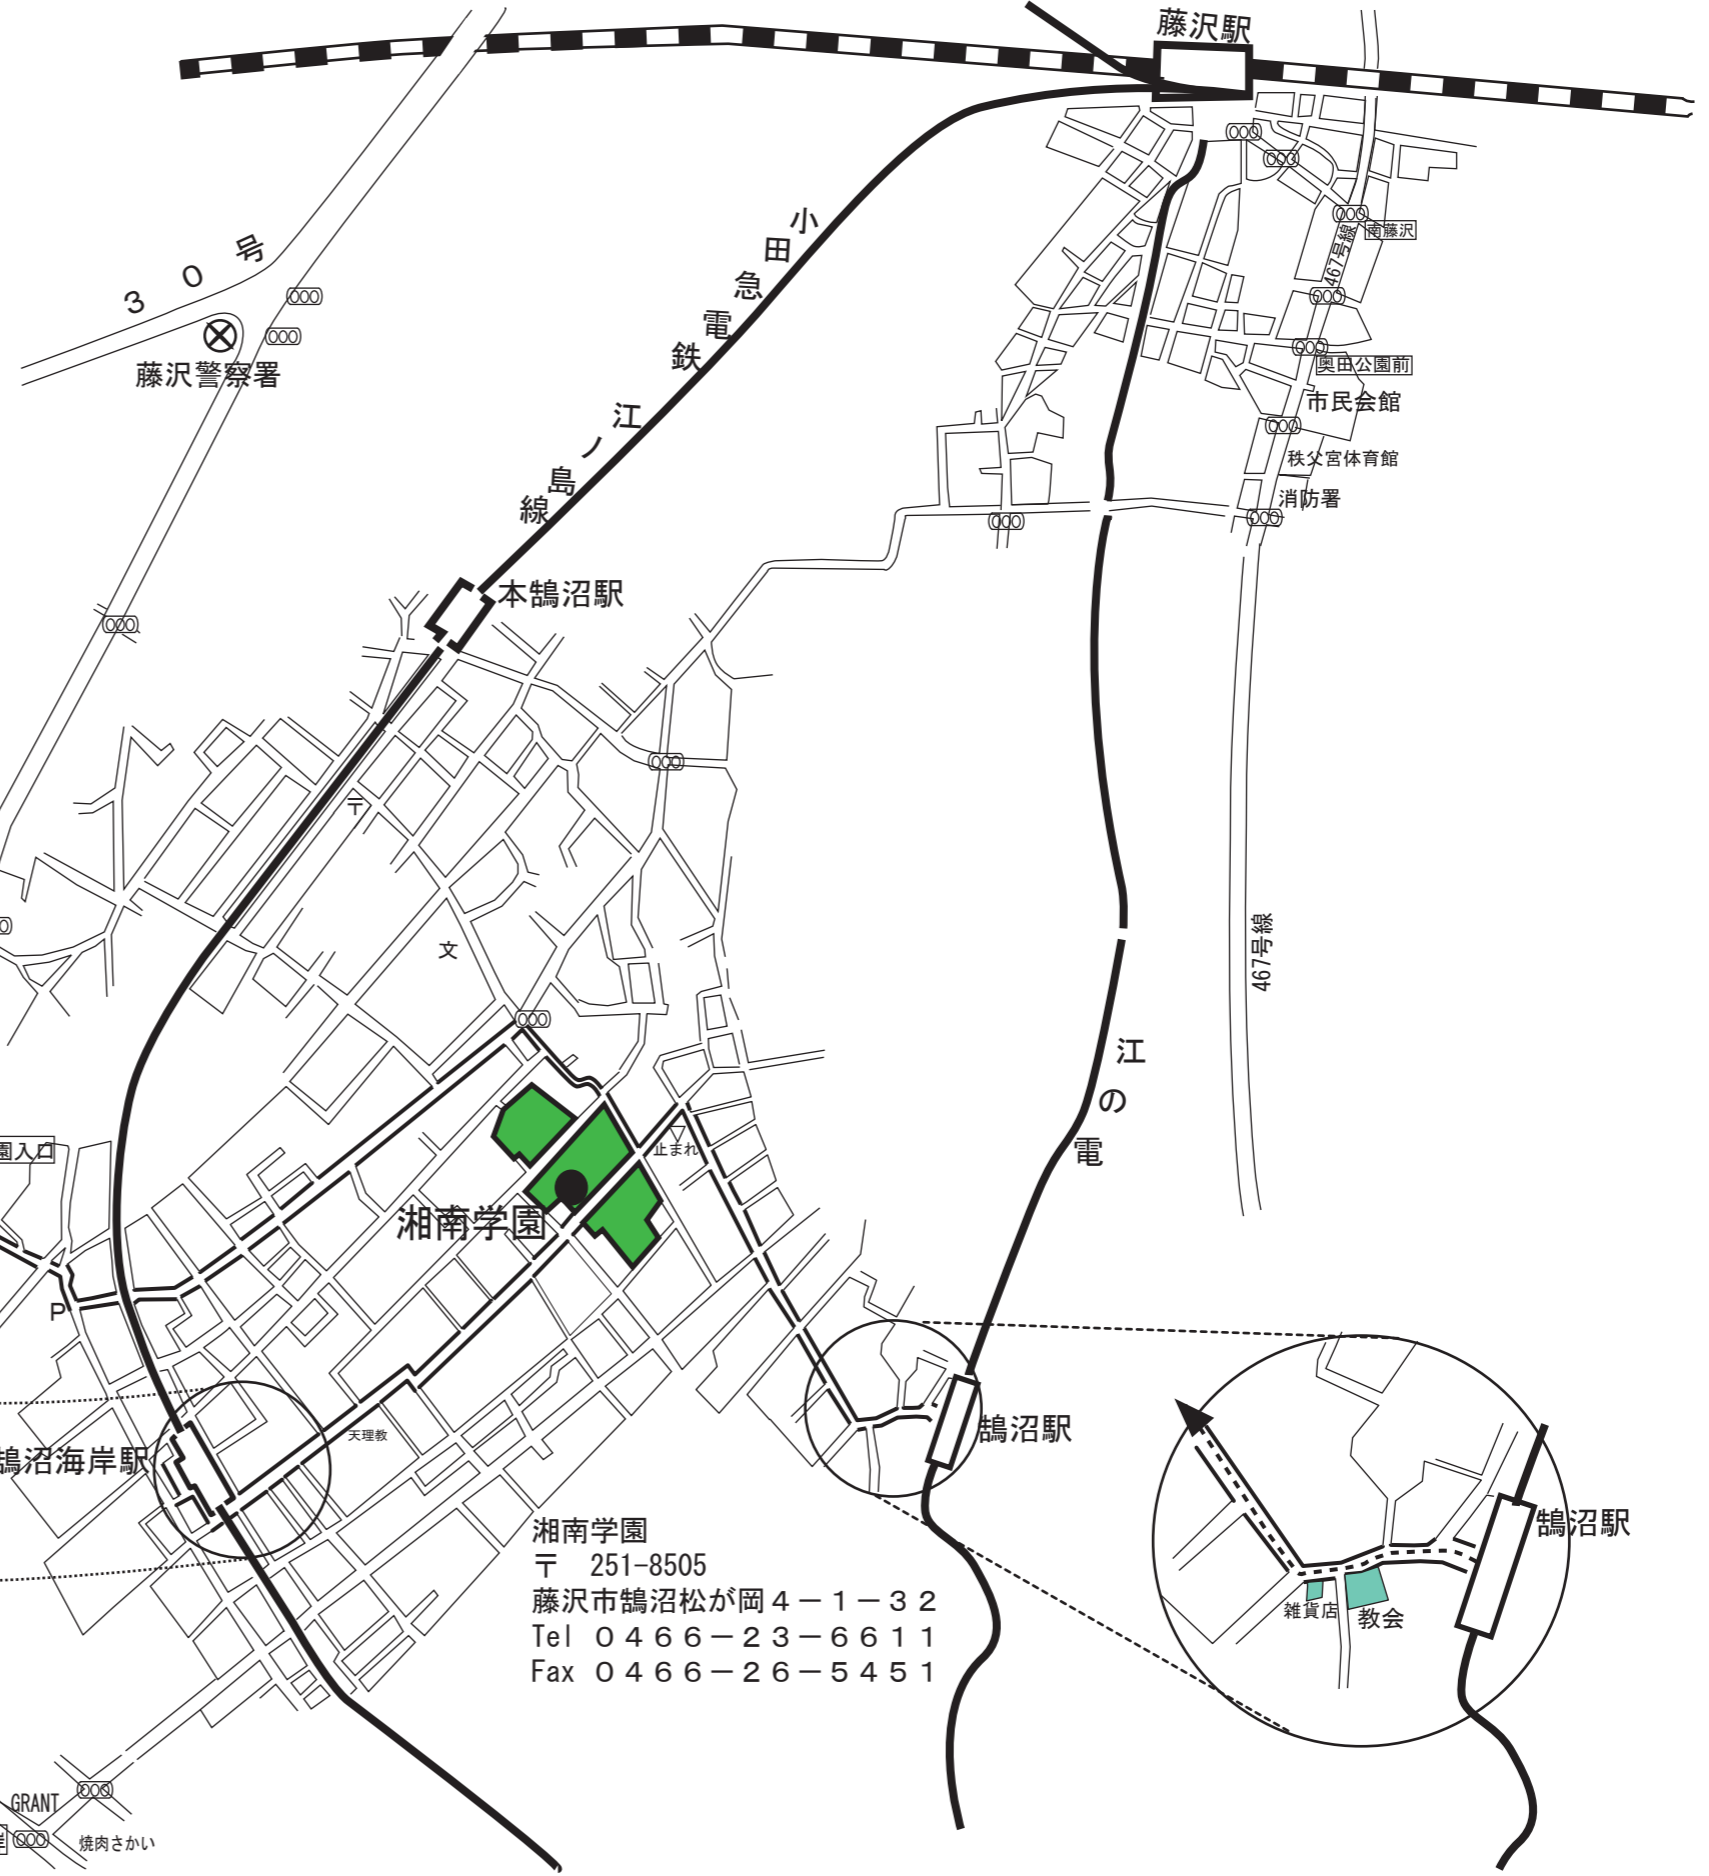 藤沢駅
南藤沢
467号線
３０号
藤沢警察署
小田急電鉄
江ノ島線
奥田公園前
市民会館
秩父宮体育館
消防署
本鵠沼駅
〒
文
467号線
江の電
園入口
止まれ
湘南学園
P
天理教
鵠沼海岸駅
鵠沼駅
鵠沼駅
雑貨店
教会
湘南学園
〒 251-8505
藤沢市鵠沼松が岡４－１－３２
Tel ０４６６－２３－６６１１
Fax ０４６６－２６－５４５１
GRANT
焼肉さかい